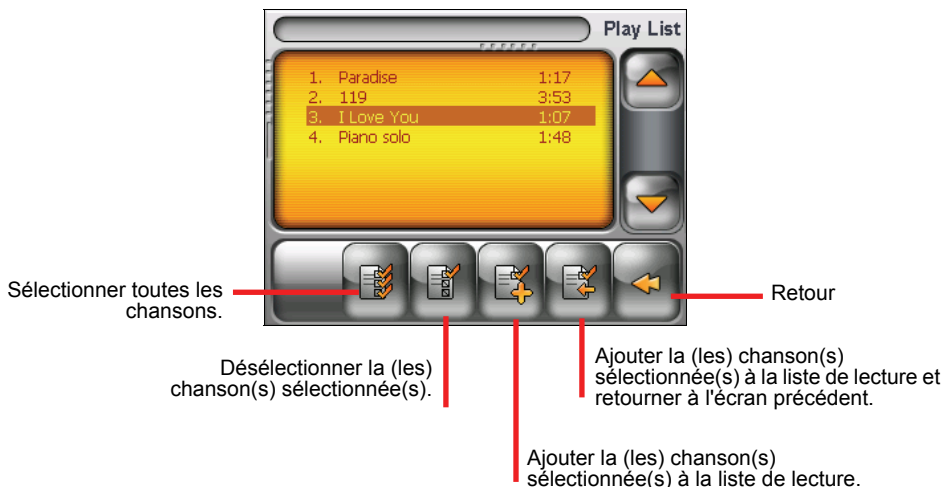 Play List
1. Paradise 1:17
2. 119 3:53
3. I Love You 1:07
4. Piano solo 1:48
Sélectionner toutes les
chansons.
Retour
Désélectionner la (les)
chanson(s) sélectionnée(s).
Ajouter la (les) chanson(s)
sélectionnée(s) à la liste de lecture et
retourner à l'écran précédent.
Ajouter la (les) chanson(s)
sélectionnée(s) à la liste de lecture.